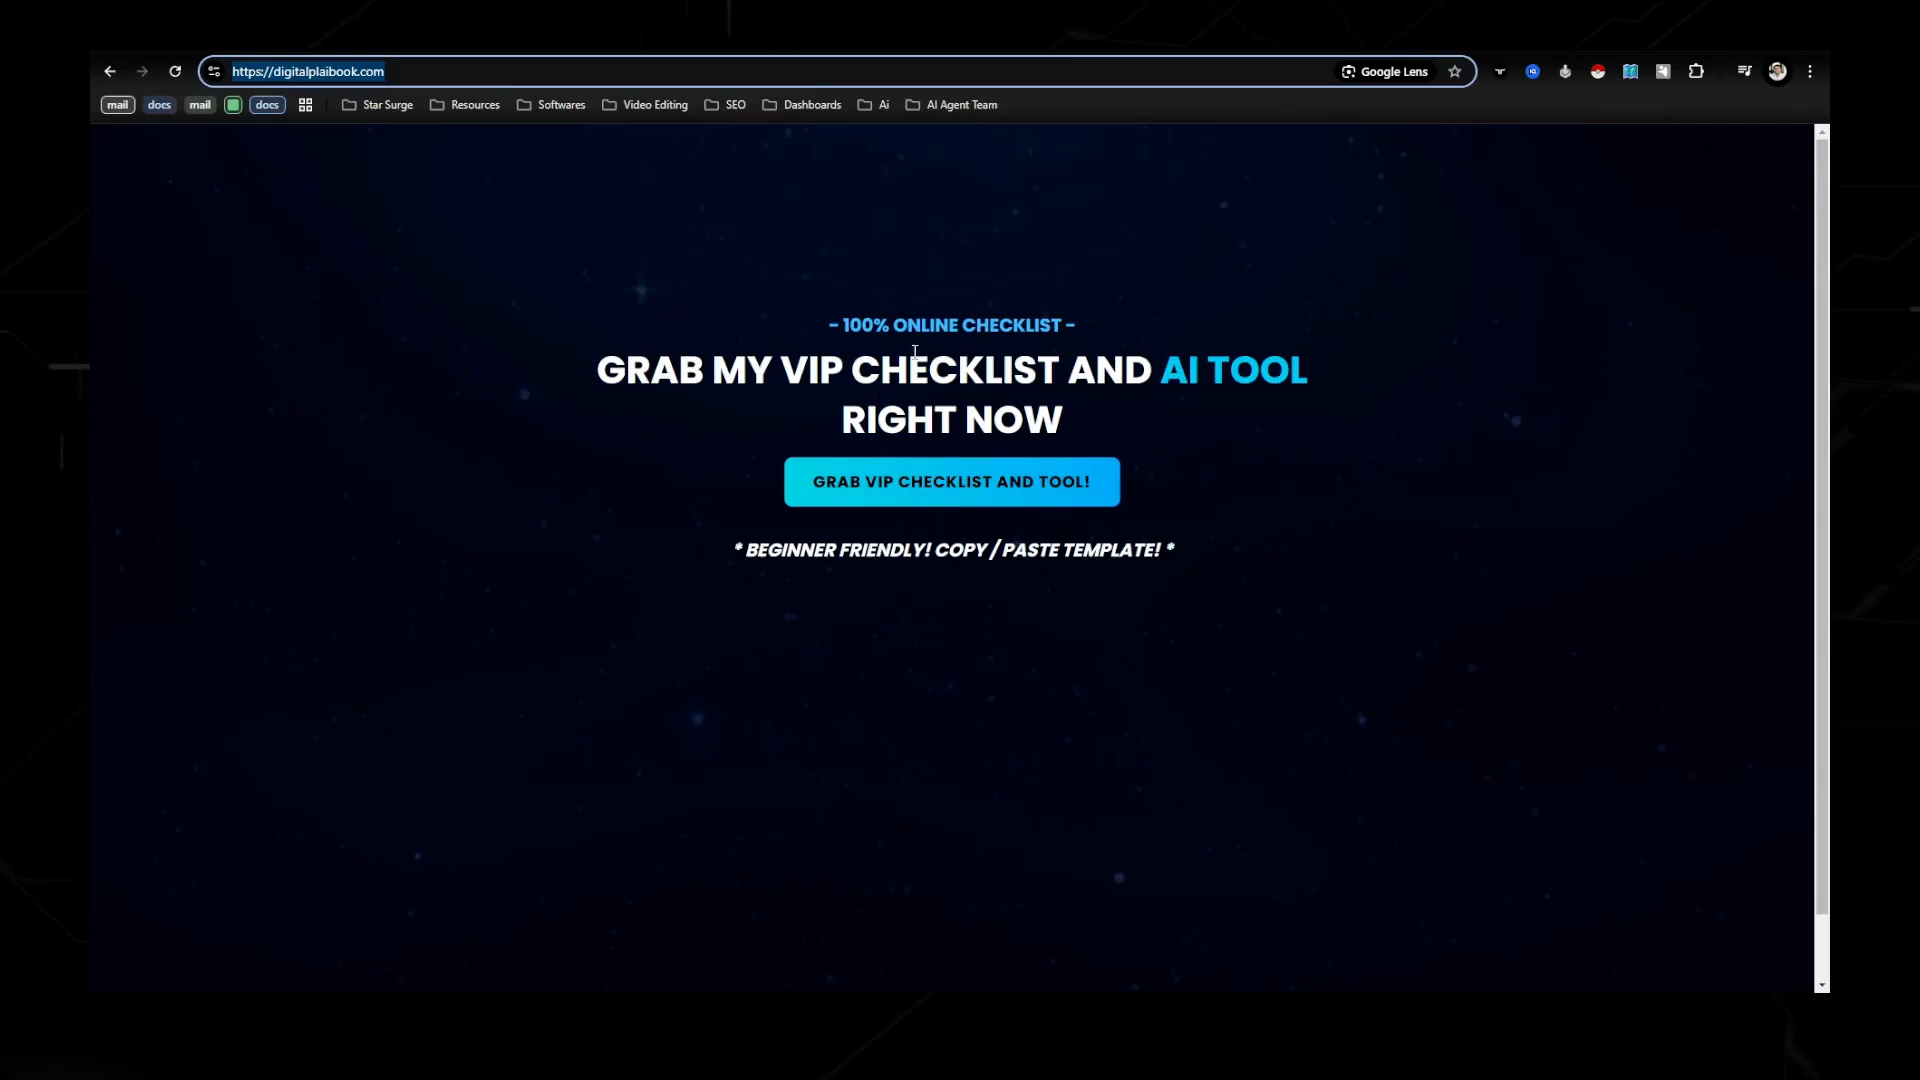 https://digitalplaibook.com
Google Lens
mail
docs
mail
docs
Star Surge
Resources
Softwares
Video Editing
SEO
Dashboards
Ai
AI Agent Team
- 100% ONLINE CHECKLIST -
GRAB MY VIP CHECKLIST AND AI TOOL
RIGHT NOW
GRAB VIP CHECKLIST AND TOOL!
* BEGINNER FRIENDLY! COPY / PASTE TEMPLATE! *